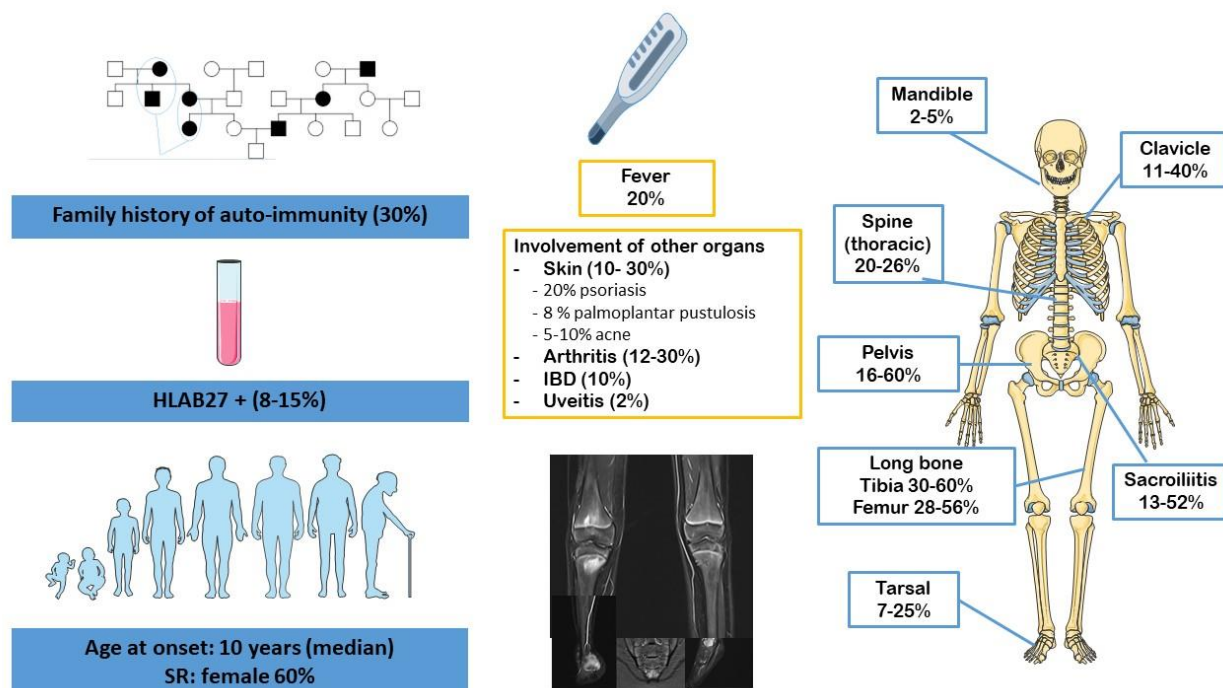 Family history of auto-immunity (30%)
HLAB27 + (8-15%)
Age at onset: 10 years (median)
SR: female 60%
Fever
20%
Involvement of other organs
- Skin (10- 30%)
- 20% psoriasis
- 8 % palmoplantar pustulosis
- 5-10% acne
- Arthritis (12-30%)
- IBD (10%)
- Uveitis (2%)
Mandible
2-5%
Clavicle
11-40%
Spine
(thoracic)
20-26%
Pelvis
16-60%
Long bone
Tibia 30-60%
Femur 28-56%
Sacroiliitis
13-52%
Tarsal
7-25%